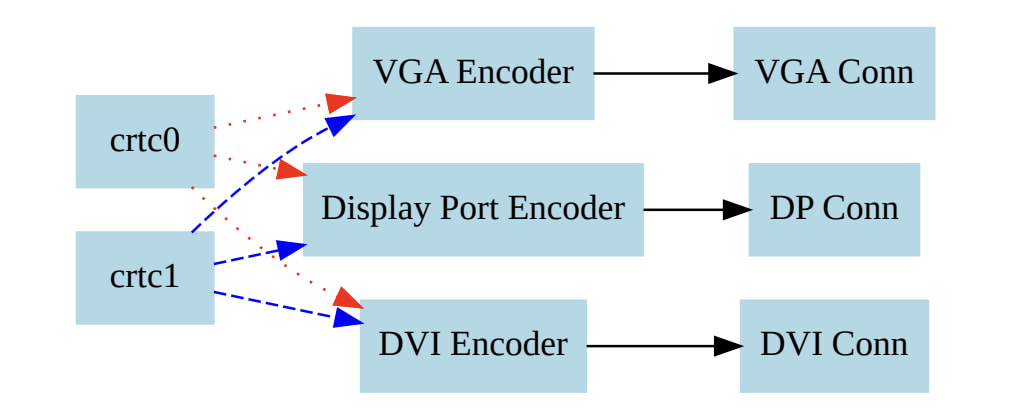 VGA Encoder
VGA Conn
crtc0
Display Port Encoder
DP Conn
crtc1
DVI Encoder
DVI Conn